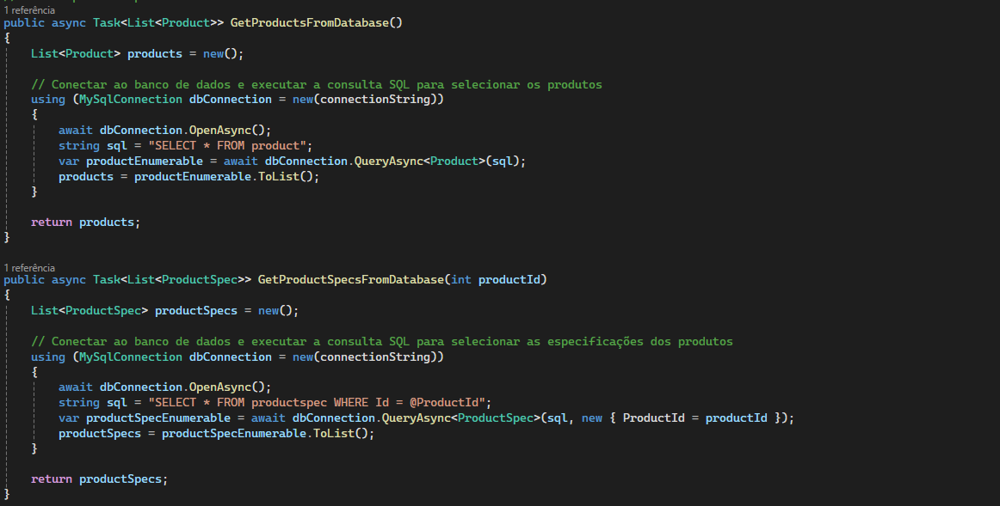 1 referência
public async Task<List<Product>> GetProductsFromDatabase()
{
    List<Product> products = new();

    // Conectar ao banco de dados e executar a consulta SQL para selecionar os produtos
    using (MySqlConnection dbConnection = new(connectionString))
    {
        await dbConnection.OpenAsync();
        string sql = "SELECT * FROM product";
        var productEnumerable = await dbConnection.QueryAsync<Product>(sql);
        products = productEnumerable.ToList();
    }

    return products;
}

1 referência
public async Task<List<ProductSpec>> GetProductSpecsFromDatabase(int productId)
{
    List<ProductSpec> productSpecs = new();

    // Conectar ao banco de dados e executar a consulta SQL para selecionar as especificações dos produtos
    using (MySqlConnection dbConnection = new(connectionString))
    {
        await dbConnection.OpenAsync();
        string sql = "SELECT * FROM productspec WHERE Id = @ProductId";
        var productSpecEnumerable = await dbConnection.QueryAsync<ProductSpec>(sql, new { ProductId = productId });
        productSpecs = productSpecEnumerable.ToList();
    }

    return productSpecs;
}